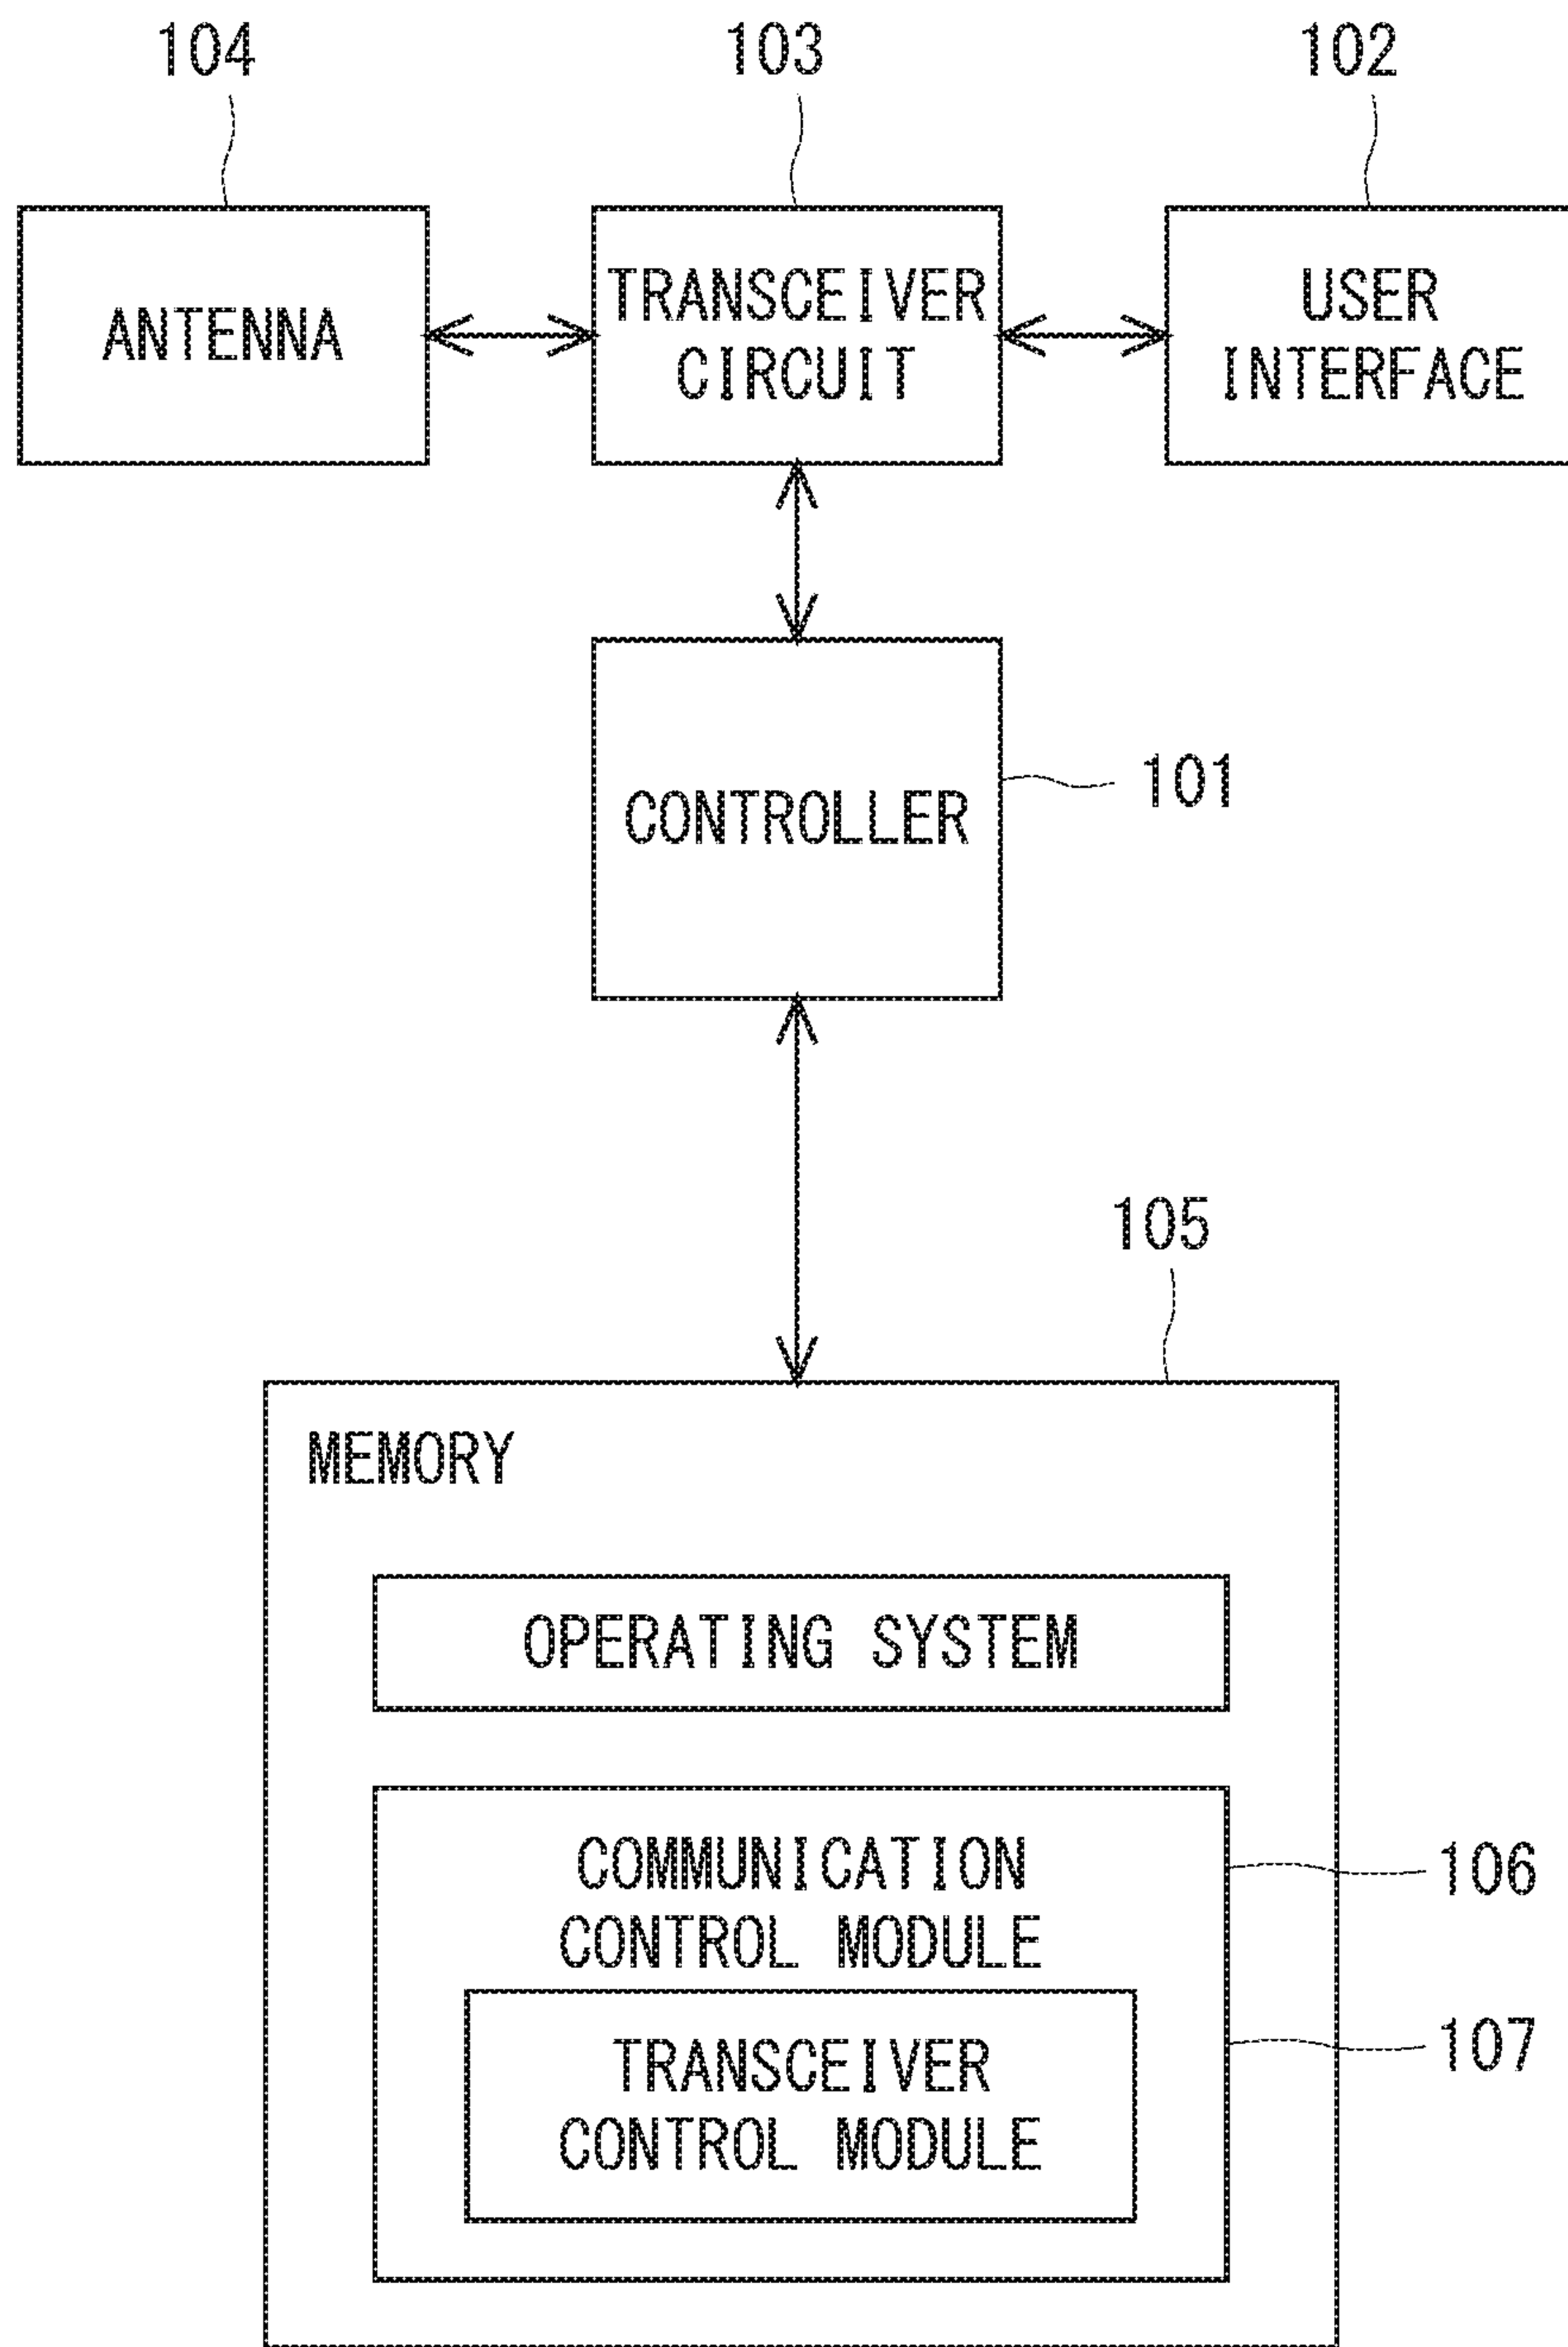 104
103
102
ANTENNA
TRANSCEIVER
CIRCUIT
USER
INTERFACE
CONTROLLER
101
105
MEMORY
OPERATING SYSTEM
COMMUNICATION
CONTROL MODULE
106
TRANSCEIVER
CONTROL MODULE
107